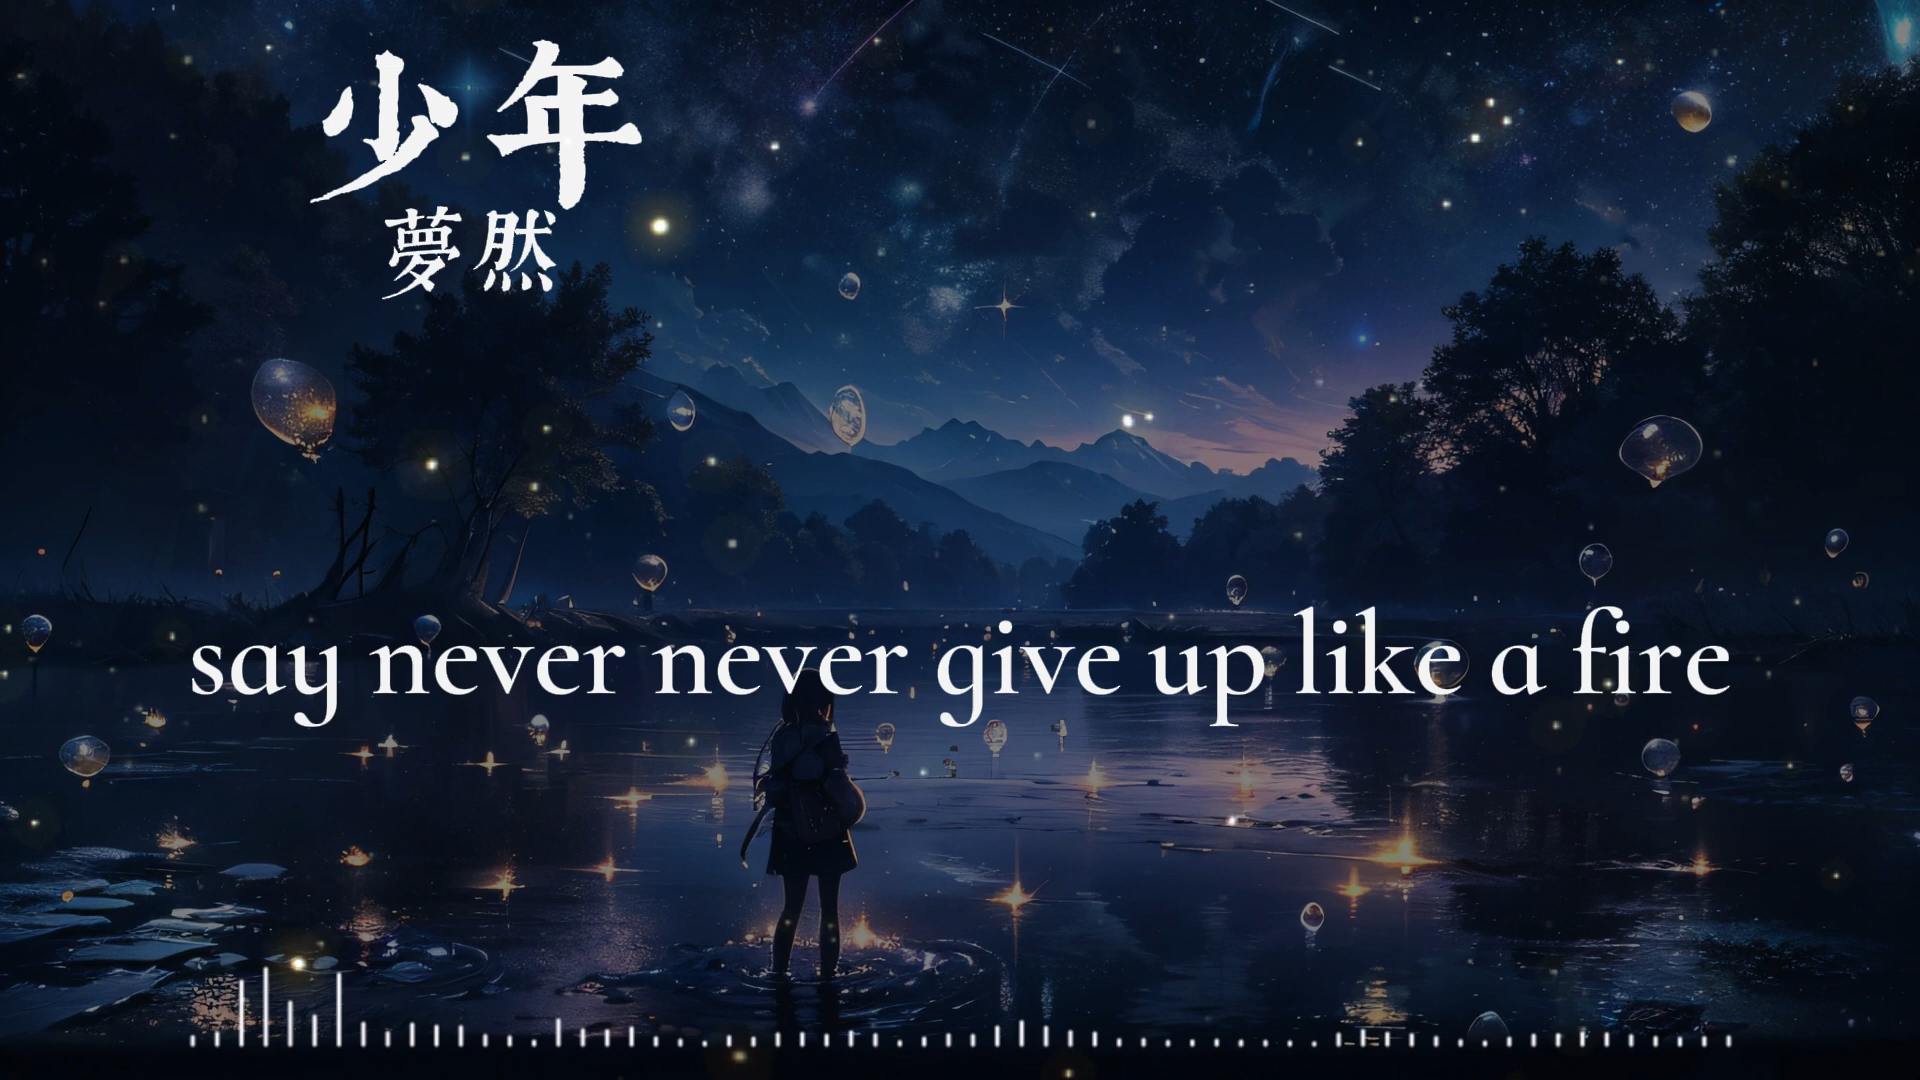 少年
夢然
say never never give up like a fire